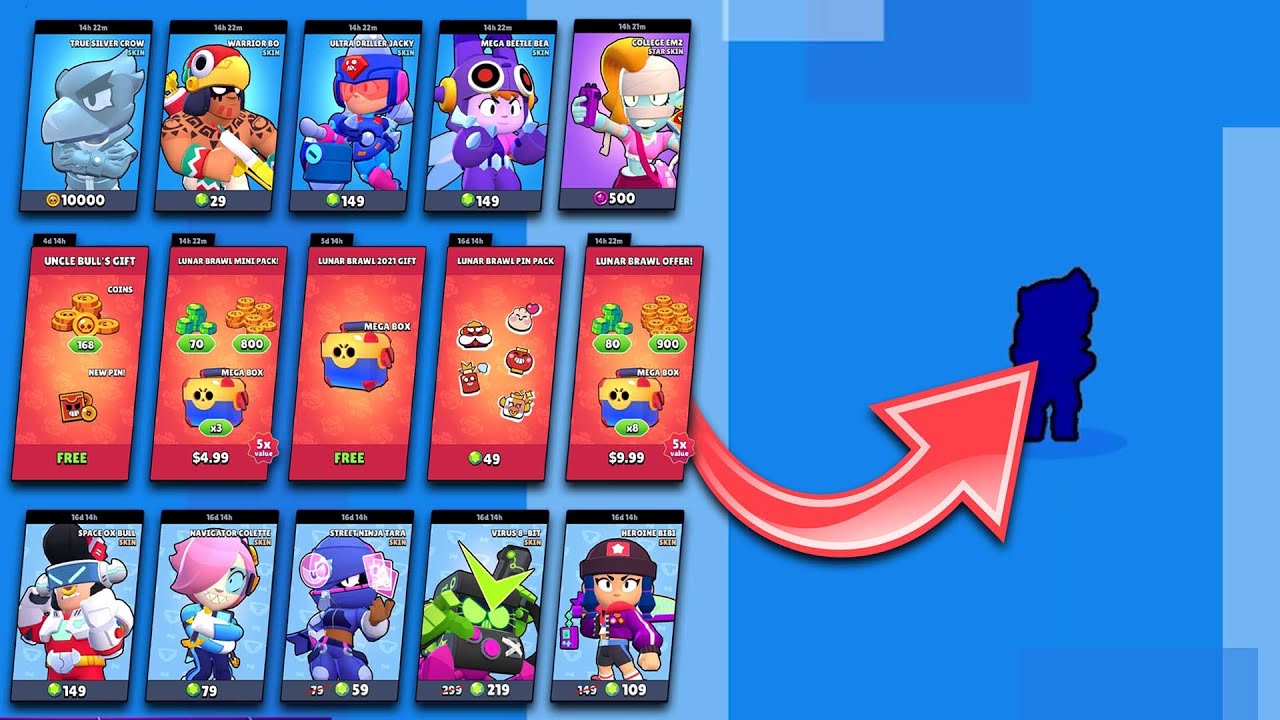 14h 22m
TRUE SILVER CROW
SKIN
10000
14h 22m
WARRIOR BO
SKIN
29
14h 22m
ULTRA DRILLER JACKY
SKIN
149
14h 22m
MEGA BEETLE BEA
SKIN
149
14h 21m
COLLEGE EMZ
STAR SKIN
500
4d 14h
UNCLE BULL'S GIFT
COINS
168
NEW PIN!
FREE
14h 22m
LUNAR BRAWL MINI PACK!
70
800
MEGA BOX
x3
5x
value
$4.99
5d 14h
LUNAR BRAWL 2021 GIFT
MEGA BOX
FREE
16d 14h
LUNAR BRAWL PIN PACK
49
14h 22m
LUNAR BRAWL OFFER!
80
900
MEGA BOX
x8
5x
value
$9.99
16d 14h
SPACE OX BULL
SKIN
149
16d 14h
NAVIGATOR COLETTE
SKIN
79
16d 14h
STREET NINJA TARA
SKIN
79 59
16d 14h
VIRUS 8-BIT
SKIN
299 219
16d 14h
HEROINE BIBI
SKIN
149 109